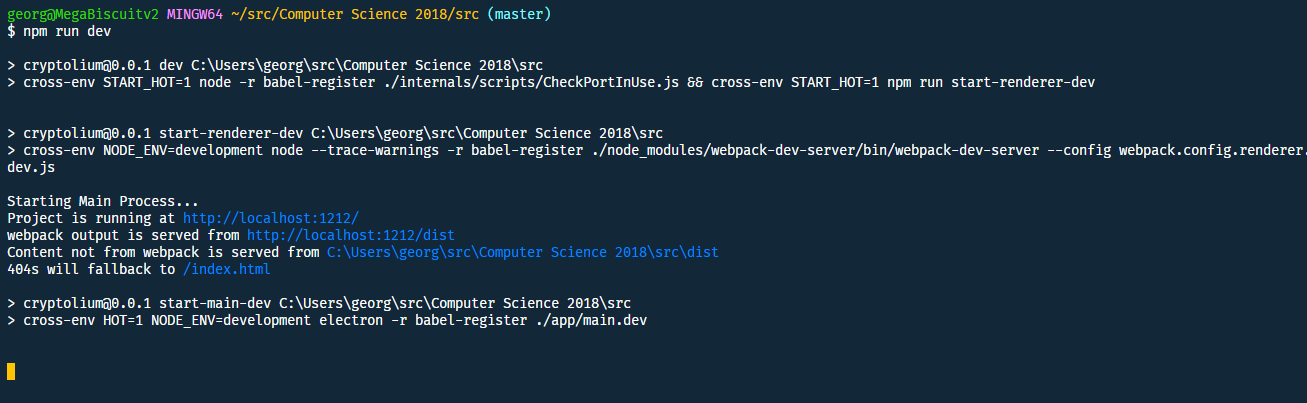 georg@MegaBiscuitv2 MINGW64 ~/src/Computer Science 2018/src (master)
$ npm run dev
> cryptolium@0.0.1 dev C:\Users\georg\src\Computer Science 2018\src
> cross-env START_HOT=1 node -r babel-register ./internals/scripts/CheckPortInUse.js && cross-env START_HOT=1 npm run start-renderer-dev
> cryptolium@0.0.1 start-renderer-dev C:\Users\georg\src\Computer Science 2018\src
> cross-env NODE_ENV=development node --trace-warnings -r babel-register ./node_modules/webpack-dev-server/bin/webpack-dev-server --config webpack.config.renderer.
dev.js
Starting Main Process...
Project is running at http://localhost:1212/
webpack output is served from http://localhost:1212/dist
Content not from webpack is served from C:\Users\georg\src\Computer Science 2018\src\dist
404s will fallback to /index.html
> cryptolium@0.0.1 start-main-dev C:\Users\georg\src\Computer Science 2018\src
> cross-env HOT=1 NODE_ENV=development electron -r babel-register ./app/main.dev